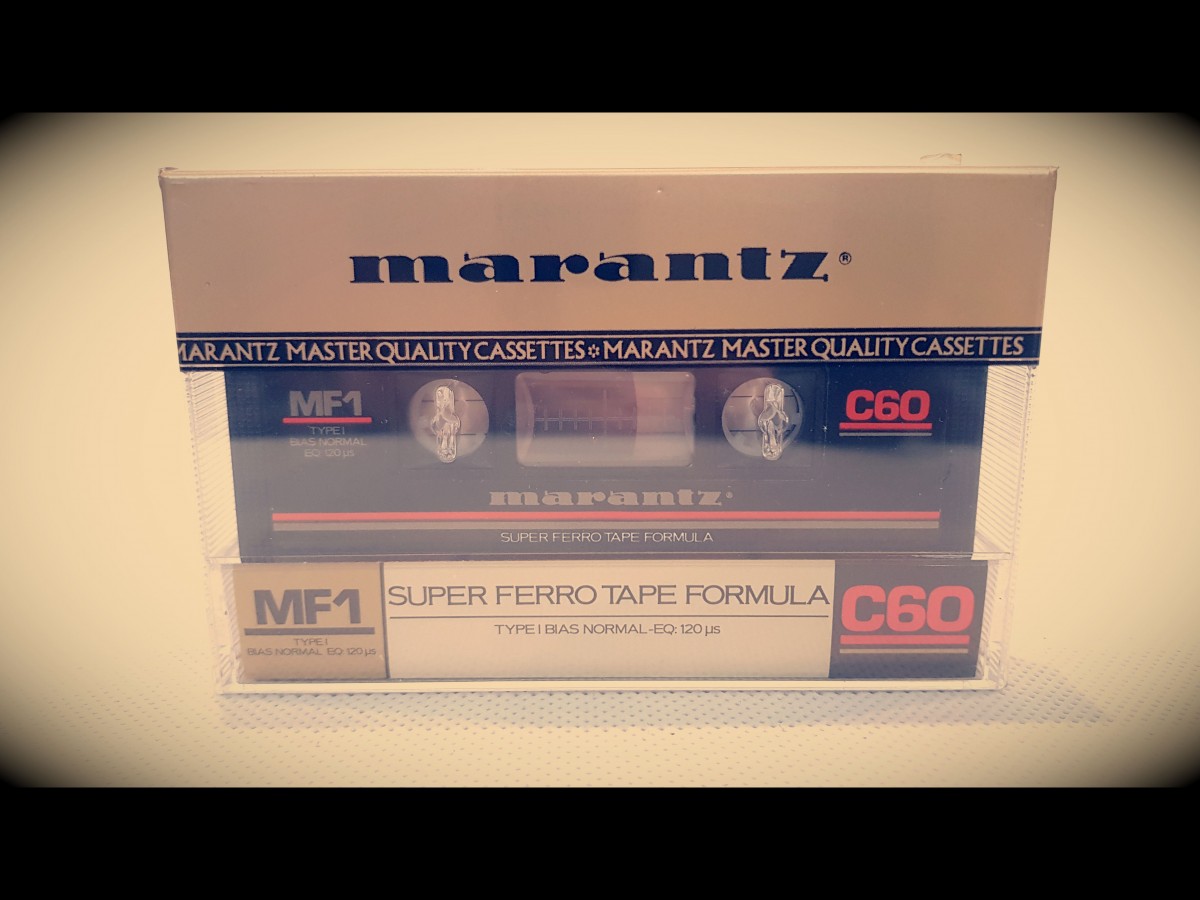 marantz®
MARANTZ MASTER QUALITY CASSETTES ✡ MARANTZ MASTER QUALITY CASSETTES
MF1
TYPE I
BIAS NORMAL
EQ: 120 µs
C60
marantz
SUPER FERRO TAPE FORMULA
MF1
TYPE I
BIAS NORMAL EQ: 120 µs
SUPER FERRO TAPE FORMULA
TYPE I BIAS NORMAL-EQ: 120 µs
C60